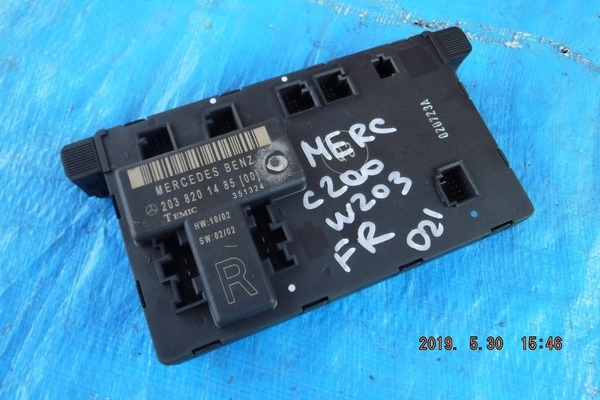 MERCEDES BENZ
203 820 14 85 [00]
TEMIC
351324
HW:10/02
SW:02/02
R
MERC
C200
W203
FR 02'
020723A
2019. 5.30 15:46